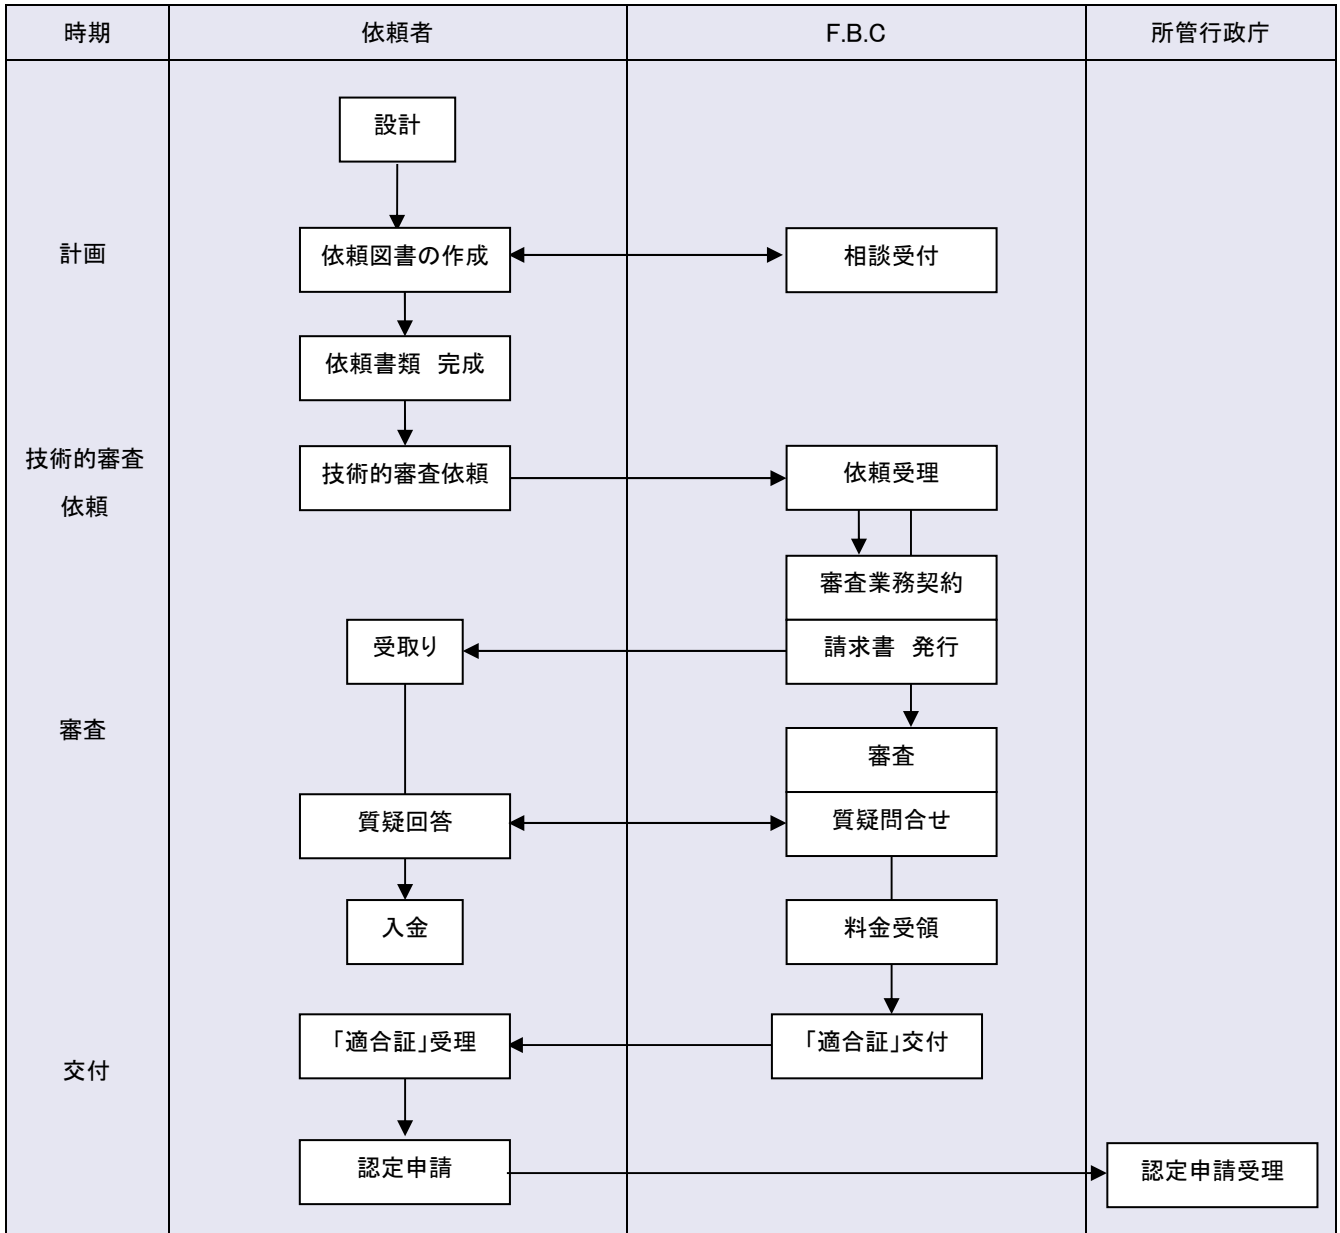 時期
依頼者
F.B.C
所管行政庁
設計
計画
依頼図書の作成
相談受付
依頼書類　完成
技術的審査
依頼
技術的審査依頼
依頼受理
審査業務契約
受取り
請求書　発行
審査
審査
質疑回答
質疑問合せ
入金
料金受領
「適合証」受理
「適合証」交付
交付
認定申請
認定申請受理